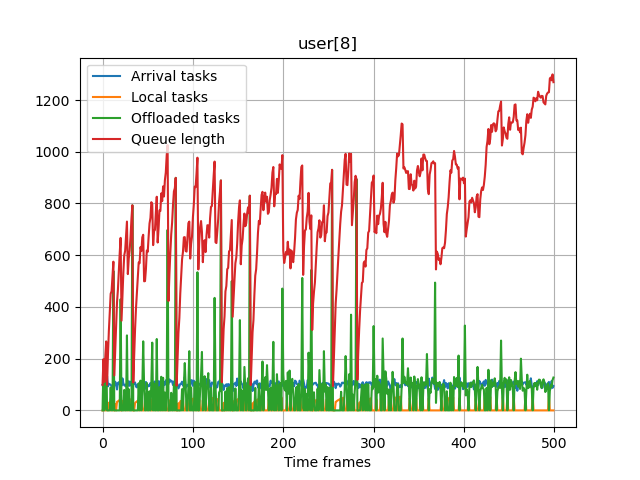 user[8]
Arrival tasks
Local tasks
Offloaded tasks
Queue length
1200
1000
800
600
400
200
0
0 100 200 300 400 500
Time frames